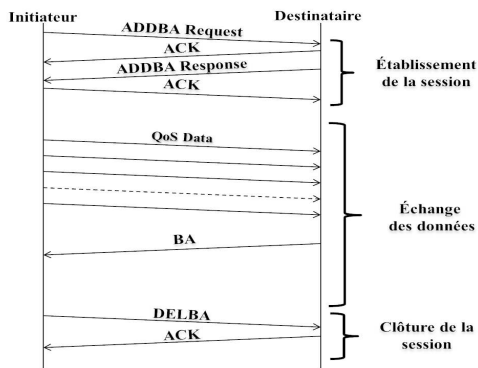 Initiateur
Destinataire
ADDBA Request
ACK
ADDBA Response
ACK
Établissement
de la session
QoS Data
BA
Échange
des données
DELBA
ACK
Clôture de la
session